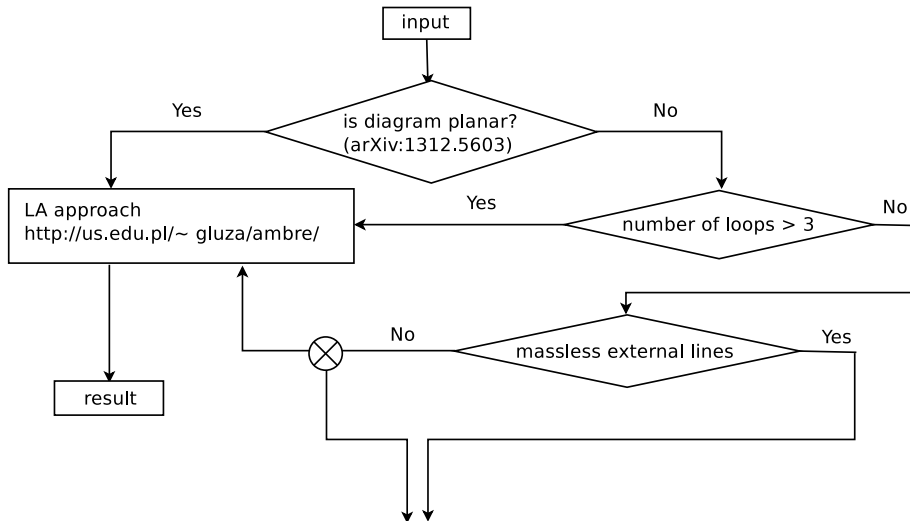 input
is diagram planar?
(arXiv:1312.5603)
Yes
No
LA approach
http://us.edu.pl/~ gluza/ambre/
Yes
number of loops > 3
No
No
massless external lines
Yes
result